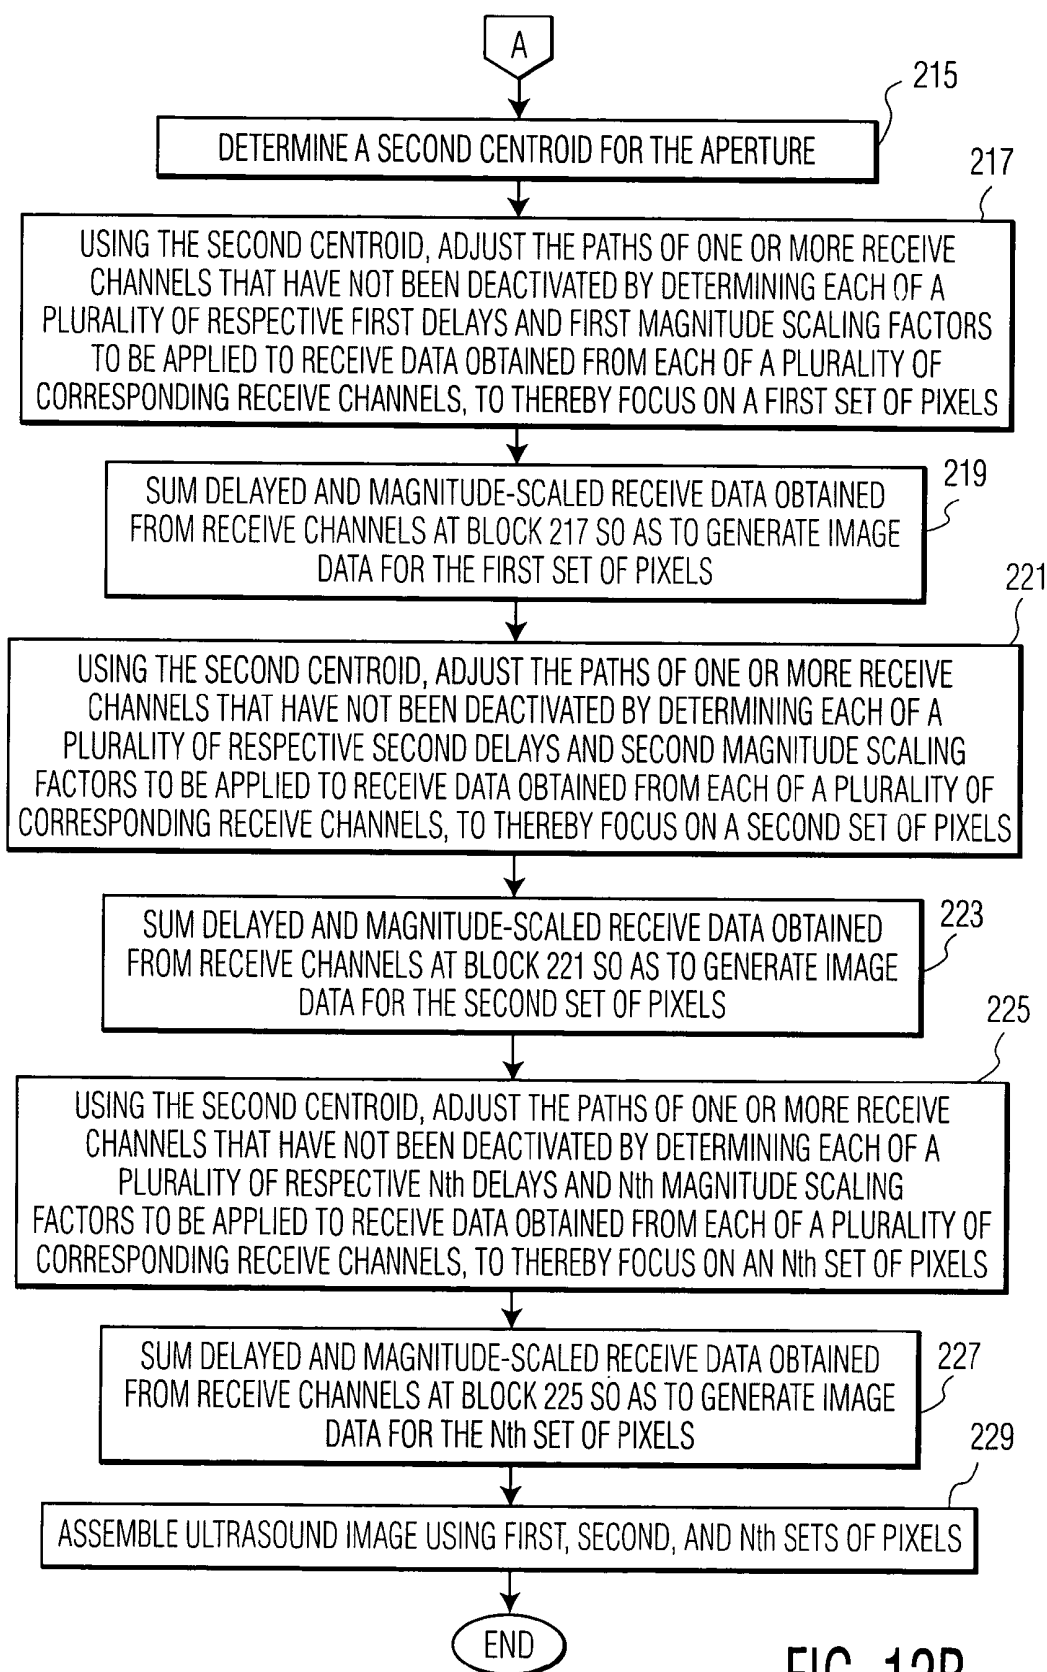 A
215
DETERMINE A SECOND CENTROID FOR THE APERTURE
217
USING THE SECOND CENTROID, ADJUST THE PATHS OF ONE OR MORE RECEIVE
CHANNELS THAT HAVE NOT BEEN DEACTIVATED BY DETERMINING EACH OF A
PLURALITY OF RESPECTIVE FIRST DELAYS AND FIRST MAGNITUDE SCALING FACTORS
TO BE APPLIED TO RECEIVE DATA OBTAINED FROM EACH OF A PLURALITY OF
CORRESPONDING RECEIVE CHANNELS, TO THEREBY FOCUS ON A FIRST SET OF PIXELS
219
SUM DELAYED AND MAGNITUDE-SCALED RECEIVE DATA OBTAINED
FROM RECEIVE CHANNELS AT BLOCK 217 SO AS TO GENERATE IMAGE
DATA FOR THE FIRST SET OF PIXELS
221
USING THE SECOND CENTROID, ADJUST THE PATHS OF ONE OR MORE RECEIVE
CHANNELS THAT HAVE NOT BEEN DEACTIVATED BY DETERMINING EACH OF A
PLURALITY OF RESPECTIVE SECOND DELAYS AND SECOND MAGNITUDE SCALING
FACTORS TO BE APPLIED TO RECEIVE DATA OBTAINED FROM EACH OF A PLURALITY OF
CORRESPONDING RECEIVE CHANNELS, TO THEREBY FOCUS ON A SECOND SET OF PIXELS
223
SUM DELAYED AND MAGNITUDE-SCALED RECEIVE DATA OBTAINED
FROM RECEIVE CHANNELS AT BLOCK 221 SO AS TO GENERATE IMAGE
DATA FOR THE SECOND SET OF PIXELS
225
USING THE SECOND CENTROID, ADJUST THE PATHS OF ONE OR MORE RECEIVE
CHANNELS THAT HAVE NOT BEEN DEACTIVATED BY DETERMINING EACH OF A
PLURALITY OF RESPECTIVE Nth DELAYS AND Nth MAGNITUDE SCALING
FACTORS TO BE APPLIED TO RECEIVE DATA OBTAINED FROM EACH OF A PLURALITY OF
CORRESPONDING RECEIVE CHANNELS, TO THEREBY FOCUS ON AN Nth SET OF PIXELS
227
SUM DELAYED AND MAGNITUDE-SCALED RECEIVE DATA OBTAINED
FROM RECEIVE CHANNELS AT BLOCK 225 SO AS TO GENERATE IMAGE
DATA FOR THE Nth SET OF PIXELS
229
ASSEMBLE ULTRASOUND IMAGE USING FIRST, SECOND, AND Nth SETS OF PIXELS
END